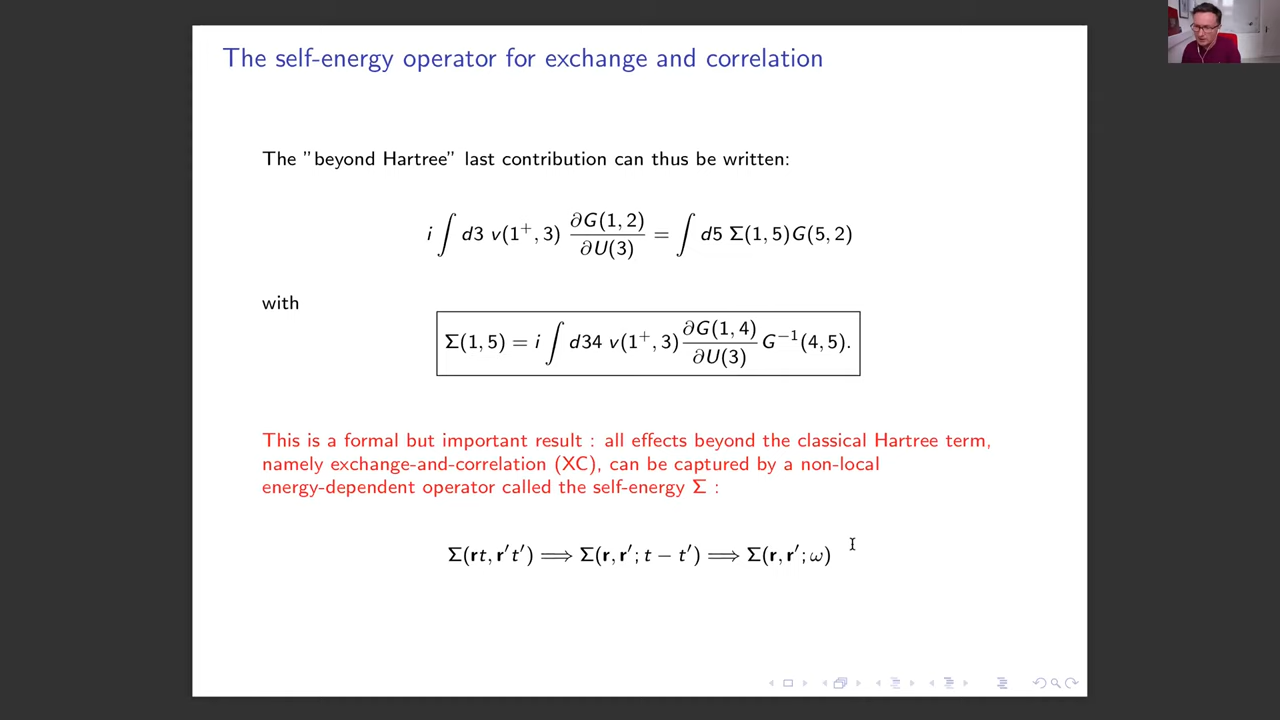 The self-energy operator for exchange and correlation
The "beyond Hartree" last contribution can thus be written:
i ∫ d3 v(1⁺, 3) ∂G(1, 2)/∂U(3) = ∫ d5 Σ(1, 5)G(5, 2)
with
Σ(1, 5) = i ∫ d34 v(1⁺, 3) ∂G(1, 4)/∂U(3) G⁻¹(4, 5).
This is a formal but important result : all effects beyond the classical Hartree term,
namely exchange-and-correlation (XC), can be captured by a non-local
energy-dependent operator called the self-energy Σ :
Σ(rt, r′t′) ⟹ Σ(r, r′; t − t′) ⟹ Σ(r, r′; ω)